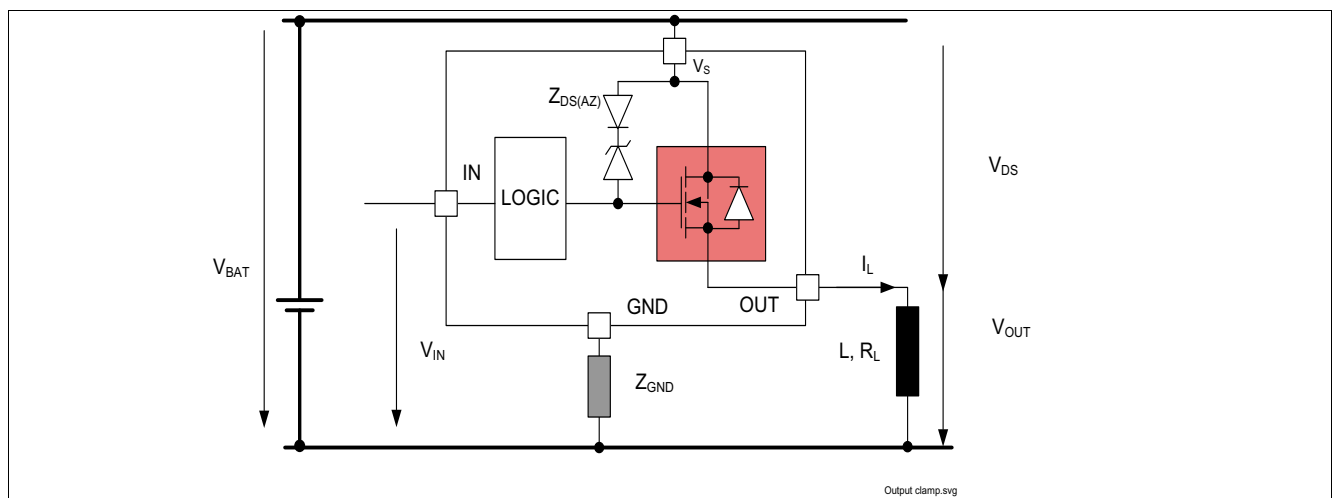 VS
ZDS(AZ)
IN
LOGIC
VDS
VBAT
IL
GND
OUT
VIN
VOUT
L, RL
ZGND
Output clamp.svg